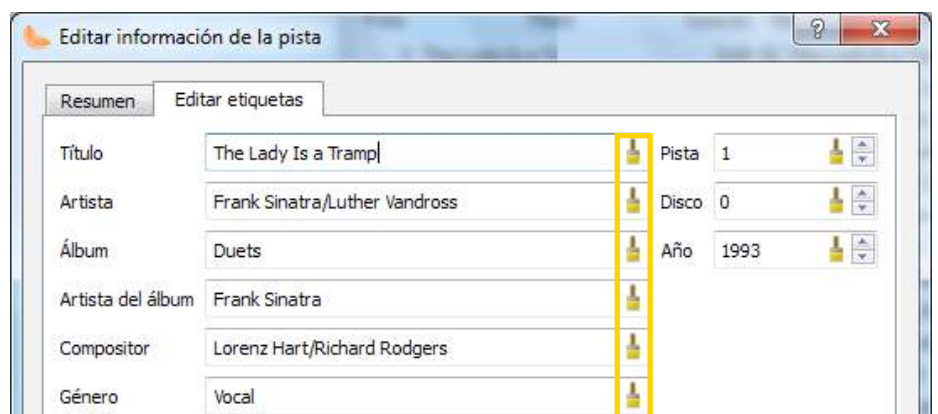 Editar información de la pista
Resumen Editar etiquetas
Título The Lady Is a Tramp Pista 1
Artista Frank Sinatra/Luther Vandross Disco 0
Álbum Duets Año 1993
Artista del álbum Frank Sinatra
Compositor Lorenz Hart/Richard Rodgers
Género Vocal